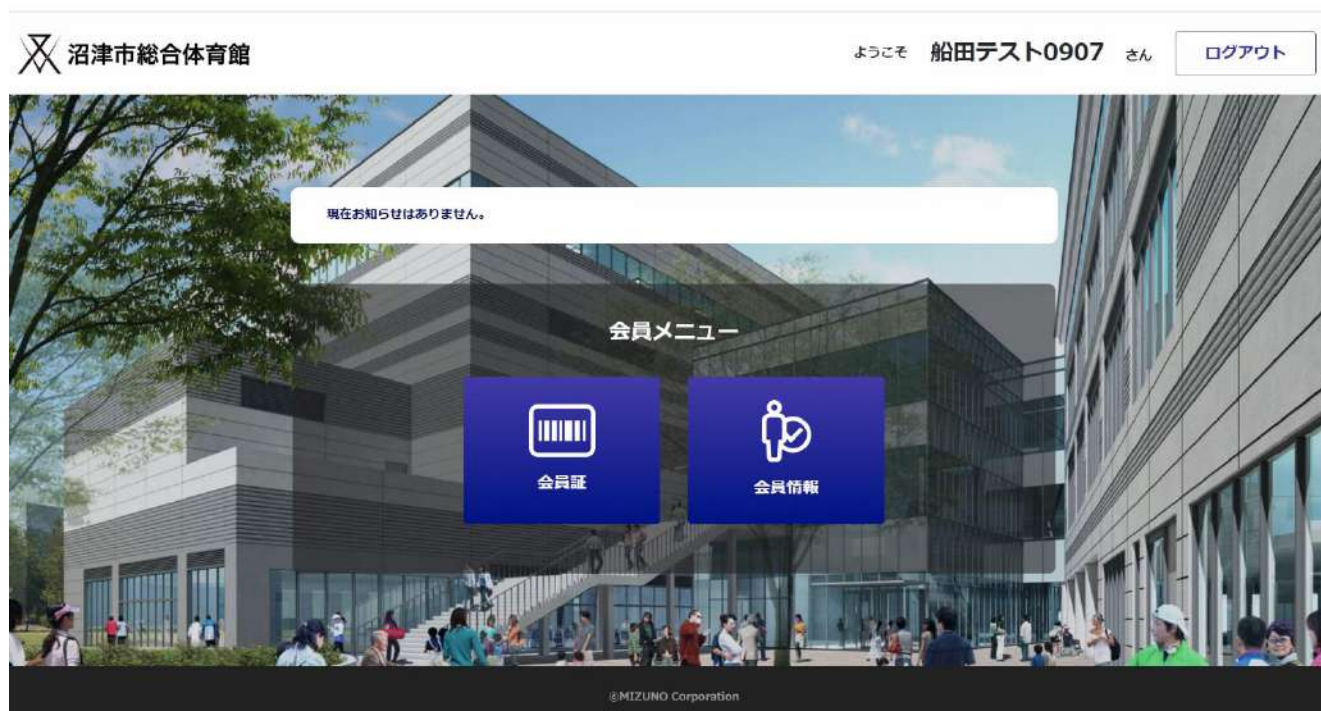 沼津市総合体育館
ようこそ 船田テスト0907 さん ログアウト
現在お知らせはありません。
会員メニュー
会員証 会員情報
©MIZUNO Corporation